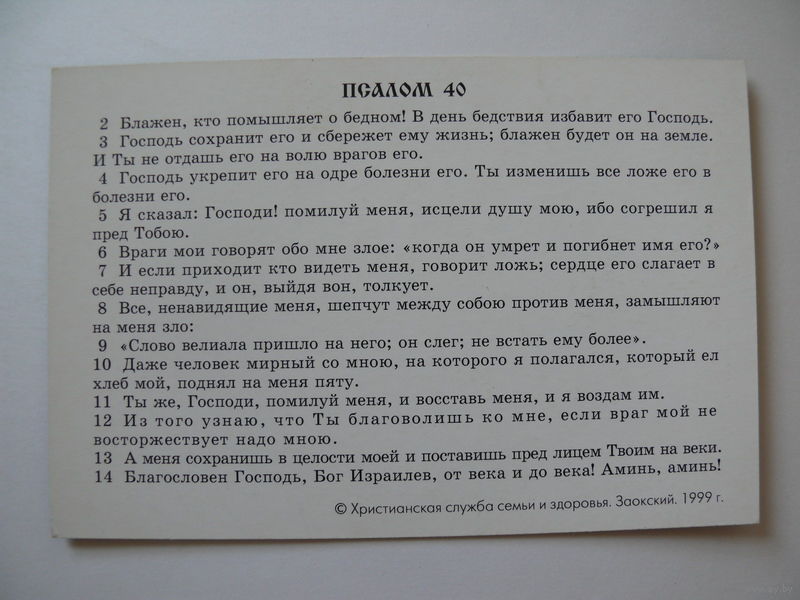 ПСАЛОМ 40
2 Блажен, кто помышляет о бедном! В день бедствия избавит его Господь.
3 Господь сохранит его и сбережет ему жизнь; блажен будет он на земле.
И Ты не отдашь его на волю врагов его.
4 Господь укрепит его на одре болезни его. Ты изменишь все ложе его в
болезни его.
5 Я сказал: Господи! помилуй меня, исцели душу мою, ибо согрешил я
пред Тобою.
6 Враги мои говорят обо мне злое: «когда он умрет и погибнет имя его?»
7 И если приходит кто видеть меня, говорит ложь; сердце его слагает в
себе неправду, и он, выйдя вон, толкует.
8 Все, ненавидящие меня, шепчут между собою против меня, замышляют
на меня зло:
9 «Слово велиала пришло на него; он слег; не встать ему более».
10 Даже человек мирный со мною, на которого я полагался, который ел
хлеб мой, поднял на меня пяту.
11 Ты же, Господи, помилуй меня, и восставь меня, и я воздам им.
12 Из того узнаю, что Ты благоволишь ко мне, если враг мой не
восторжествует надо мною.
13 А меня сохранишь в целости моей и поставишь пред лицем Твоим на веки.
14 Благословен Господь, Бог Израилев, от века и до века! Аминь, аминь!
© Христианская служба семьи и здоровья. Заокский. 1999 г.